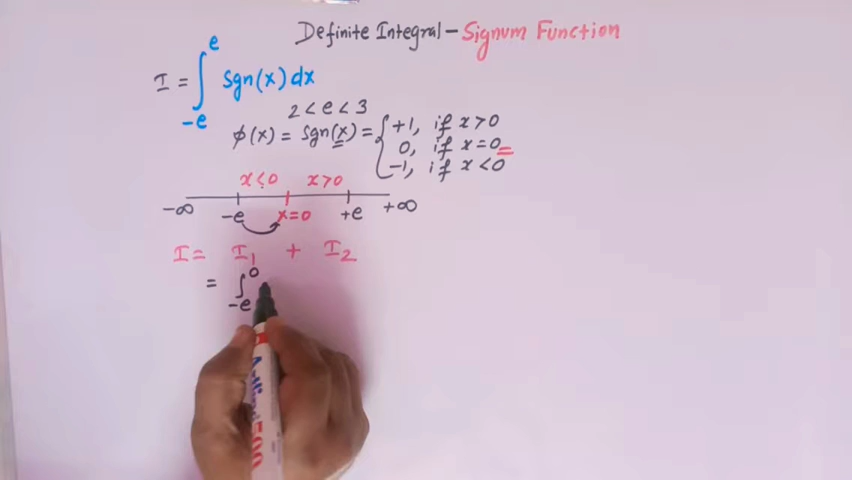 Definite Integral - Signum Function
I = ∫_{-e}^{e} Sgn(x) dx
2 < e < 3
φ(x) = Sgn(x) = { +1, if x > 0
0, if x = 0
-1, if x < 0
x < 0 x > 0
-∞ -e x=0 +e +∞
I = I₁ + I₂
= ∫_{-e}^{0}
500